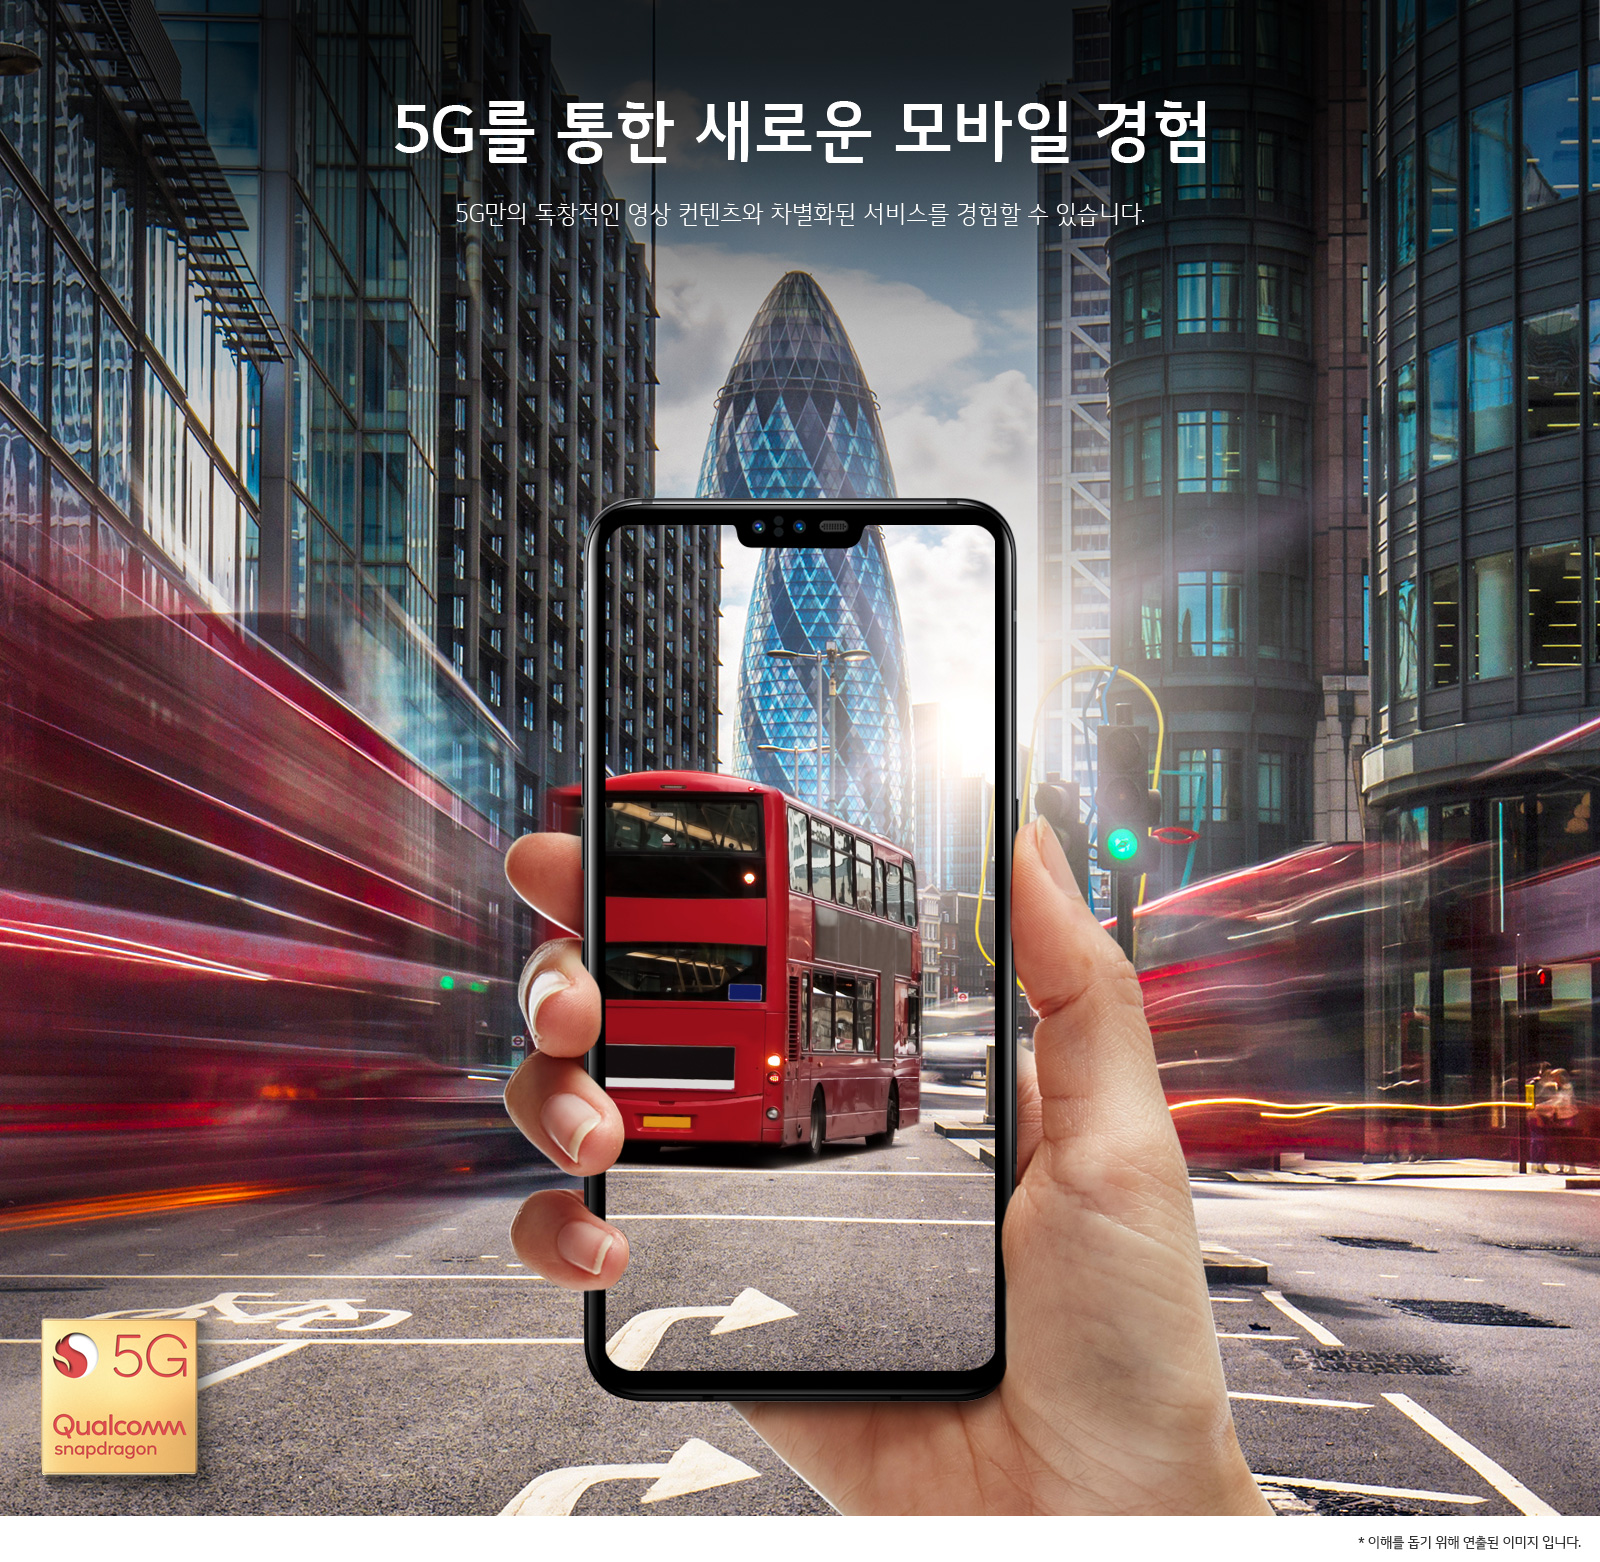 5G를 통한 새로운 모바일 경험
5G만의 독창적인 영상 컨텐츠와 차별화된 서비스를 경험할 수 있습니다.
5G
Qualcomm
snapdragon
* 이해를 돕기 위해 연출된 이미지 입니다.